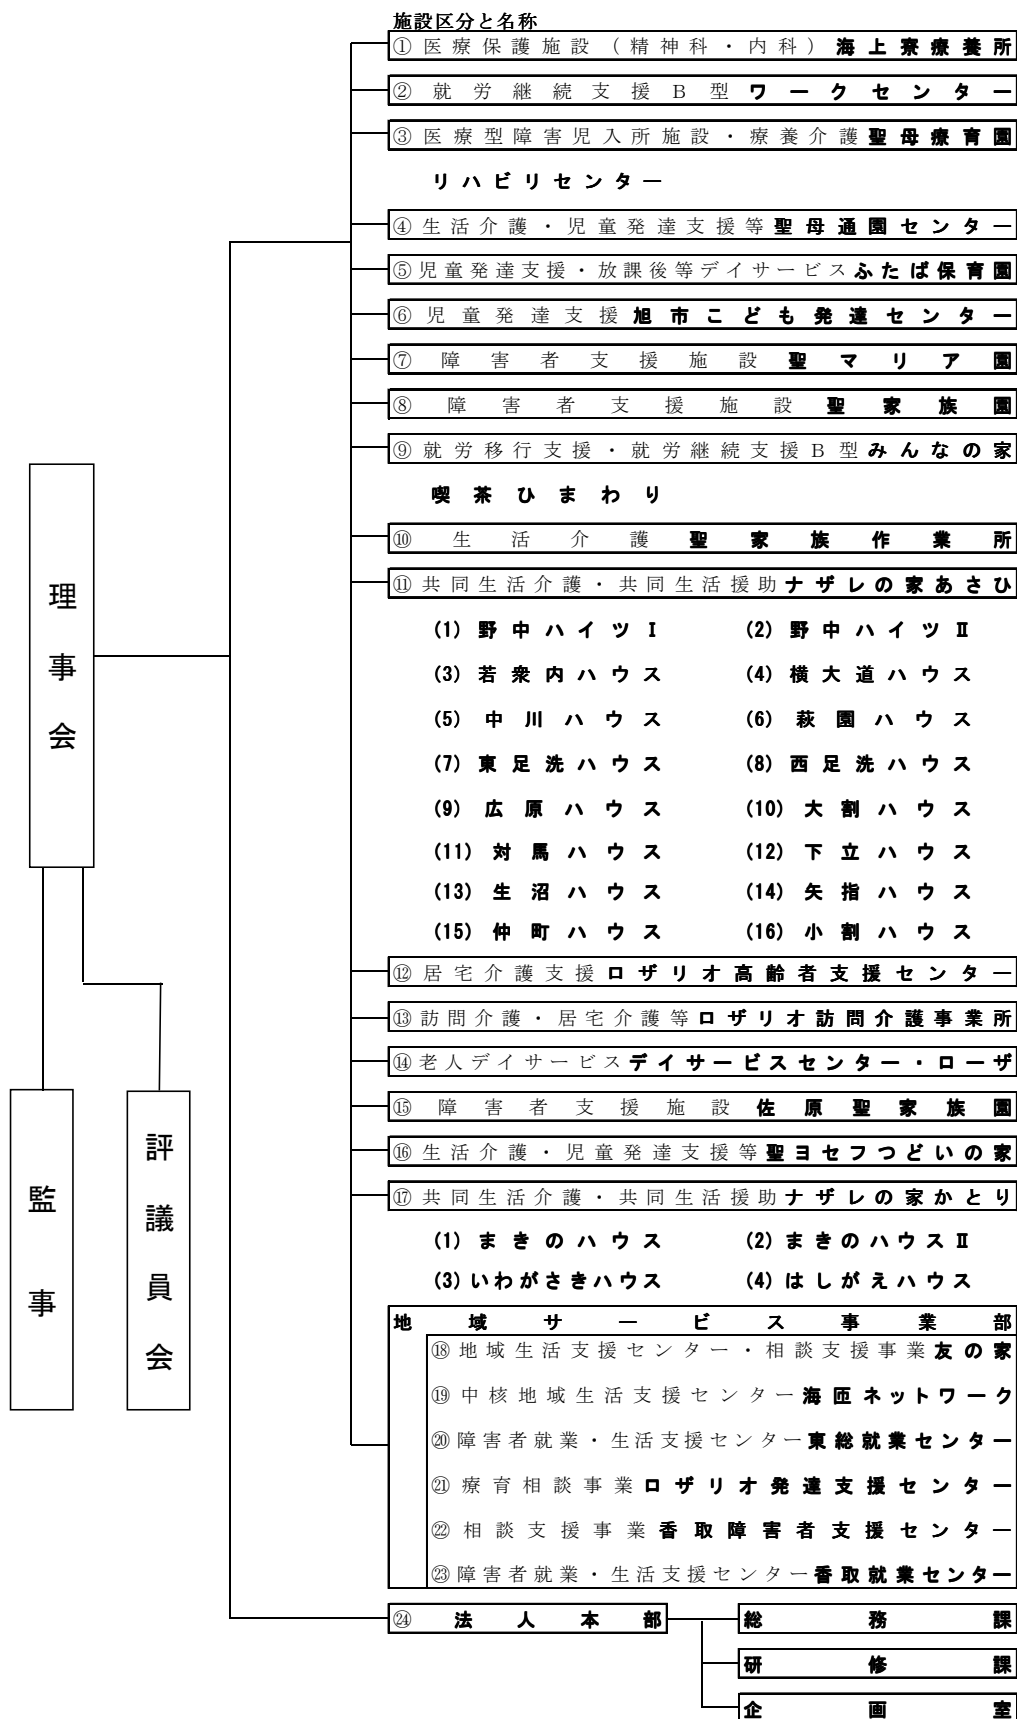 施設区分と名称
①医療保護施設（精神科・内科）海上寮療養所
②就労継続支援B型ワークセンター
③医療型障害児入所施設・療養介護聖母療育園
リハビリセンター
④生活介護・児童発達支援等聖母通園センター
⑤児童発達支援・放課後等デイサービスふたば保育園
⑥児童発達支援旭市こども発達センター
⑦障害者支援施設聖マリア園
⑧障害者支援施設聖家族園
⑨就労移行支援・就労継続支援B型みんなの家
喫茶ひまわり
⑩生活介護聖家族作業所
⑪共同生活介護・共同生活援助ナザレの家あさひ
(1) 野中ハイツⅠ (2) 野中ハイツⅡ
(3) 若衆内ハウス (4) 横大道ハウス
(5) 中川ハウス (6) 萩園ハウス
(7) 東足洗ハウス (8) 西足洗ハウス
(9) 広原ハウス (10) 大割ハウス
(11) 対馬ハウス (12) 下立ハウス
(13) 生沼ハウス (14) 矢指ハウス
(15) 仲町ハウス (16) 小割ハウス
⑫居宅介護支援ロザリオ高齢者支援センター
⑬訪問介護・居宅介護等ロザリオ訪問介護事業所
⑭老人デイサービスデイサービスセンター・ローザ
⑮障害者支援施設佐原聖家族園
⑯生活介護・児童発達支援等聖ヨセフつどいの家
⑰共同生活介護・共同生活援助ナザレの家かとり
(1) まきのハウス (2) まきのハウスⅡ
(3) いわがさきハウス (4) はしがえハウス
地域サービス事業部
⑱地域生活支援センター・相談支援事業友の家
⑲中核地域生活支援センター海匝ネットワーク
⑳障害者就業・生活支援センター東総就業センター
㉑療育相談事業ロザリオ発達支援センター
㉒相談支援事業香取障害者支援センター
㉓障害者就業・生活支援センター香取就業センター
㉔法人本部
総務課
研修課
企画室
理事会
監事
評議員会